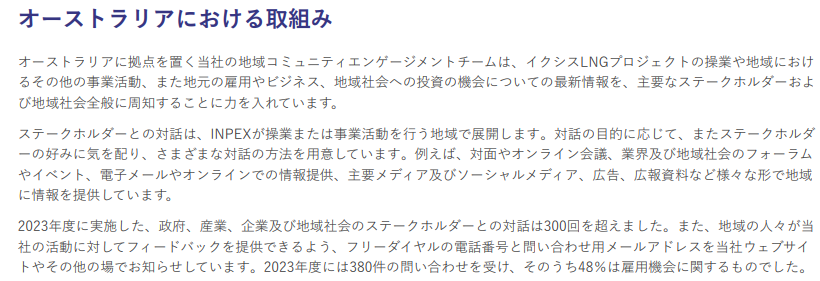 オーストラリアにおける取組み
オーストラリアに拠点を置く当社の地域コミュニティエンゲージメントチームは、イクシスLNGプロジェクトの操業や地域におけ
るその他の事業活動、また地元の雇用やビジネス、地域社会への投資の機会についての最新情報を、主要なステークホルダーおよ
び地域社会全般に周知することに力を入れています。
ステークホルダーとの対話は、INPEXが操業または事業活動を行う地域で展開します。対話の目的に応じて、またステークホルダ
ーの好みに気を配り、さまざまな対話の方法を用意しています。例えば、対面やオンライン会議、業界及び地域社会のフォーラム
やイベント、電子メールやオンラインでの情報提供、主要メディア及びソーシャルメディア、広告、広報資料など様々な形で地域
に情報を提供しています。
2023年度に実施した、政府、産業、企業及び地域社会のステークホルダーとの対話は300回を超えました。また、地域の人々が当
社の活動に対してフィードバックを提供できるよう、フリーダイヤルの電話番号と問い合わせ用メールアドレスを当社ウェブサイ
トやその他の場でお知らせしています。2023年度には380件の問い合わせを受け、そのうち48％は雇用機会に関するものでした。